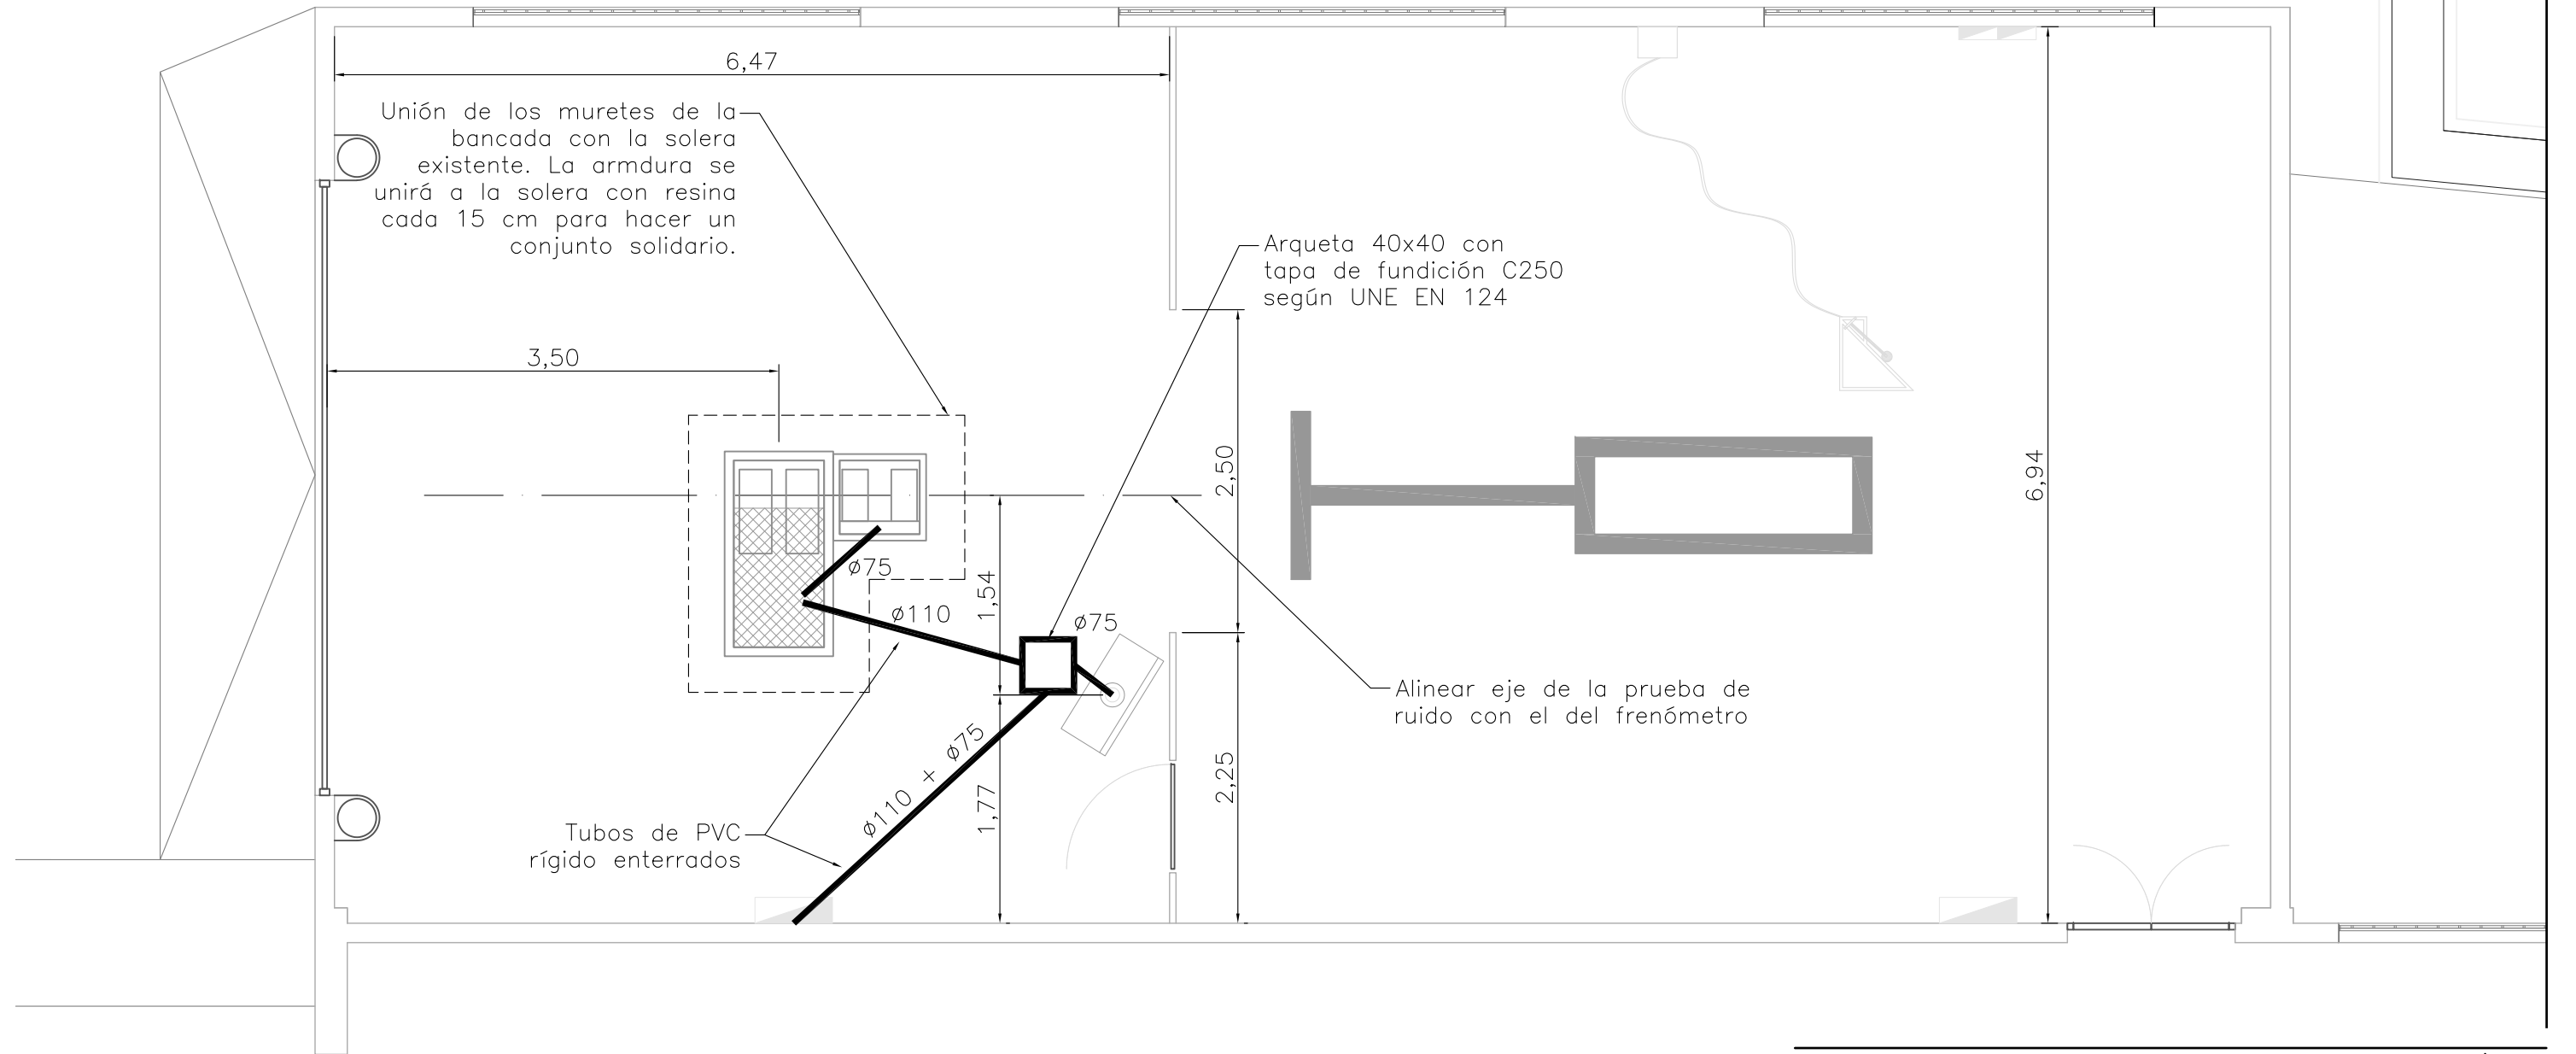 6,47
Unión de los muretes de la
bancada con la solera
existente. La armdura se
unirá a la solera con resina
cada 15 cm para hacer un
conjunto solidario.
Arqueta 40x40 con
tapa de fundición C250
según UNE EN 124
3,50
2,50
6,94
ø75
1,54
ø110
ø75
Alinear eje de la prueba de
ruido con el del frenómetro
ø110 + ø75
1,77
2,25
Tubos de PVC
rígido enterrados